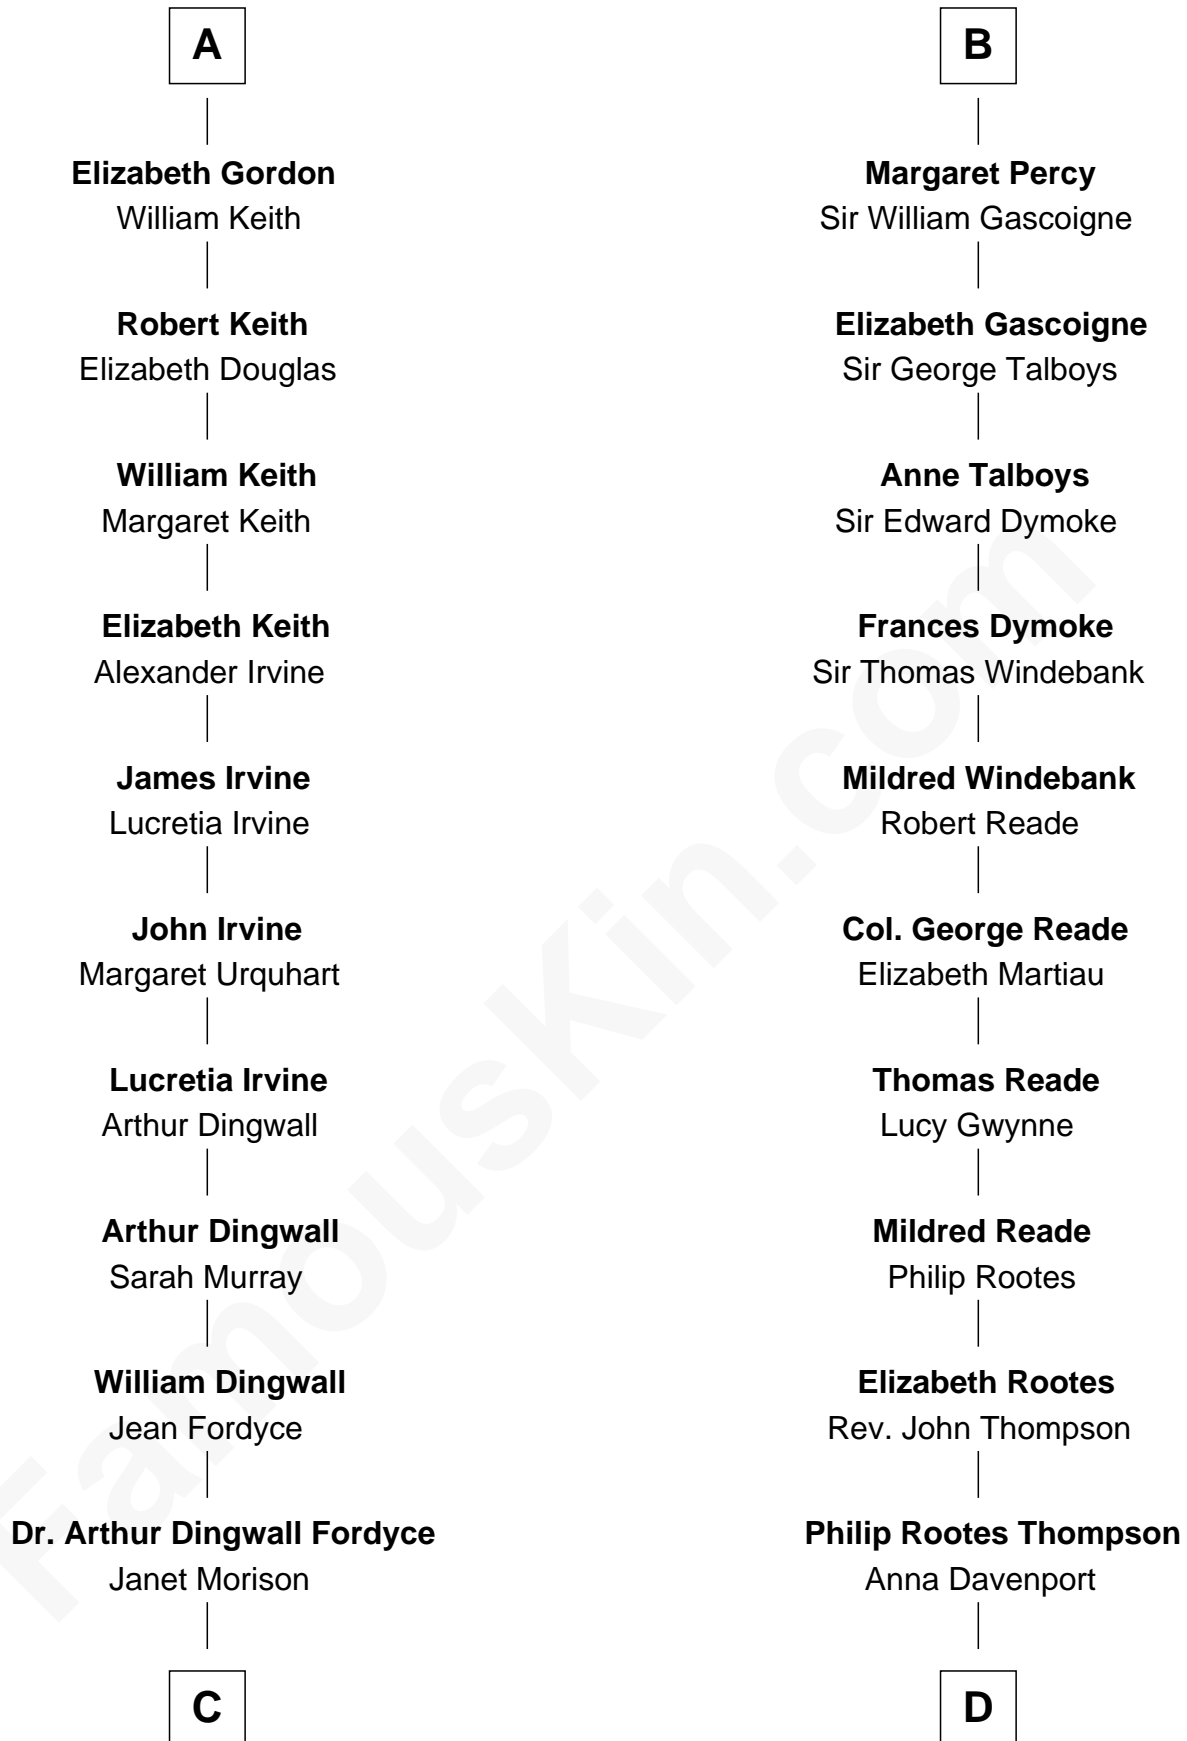 A
Elizabeth Gordon
William Keith
Robert Keith
Elizabeth Douglas
William Keith
Margaret Keith
Elizabeth Keith
Alexander Irvine
James Irvine
Lucretia Irvine
John Irvine
Margaret Urquhart
Lucretia Irvine
Arthur Dingwall
Arthur Dingwall
Sarah Murray
William Dingwall
Jean Fordyce
Dr. Arthur Dingwall Fordyce
Janet Morison
C
B
Margaret Percy
Sir William Gascoigne
Elizabeth Gascoigne
Sir George Talboys
Anne Talboys
Sir Edward Dymoke
Frances Dymoke
Sir Thomas Windebank
Mildred Windebank
Robert Reade
Col. George Reade
Elizabeth Martiau
Thomas Reade
Lucy Gwynne
Mildred Reade
Philip Rootes
Elizabeth Rootes
Rev. John Thompson
Philip Rootes Thompson
Anna Davenport
D
FamousKin.com